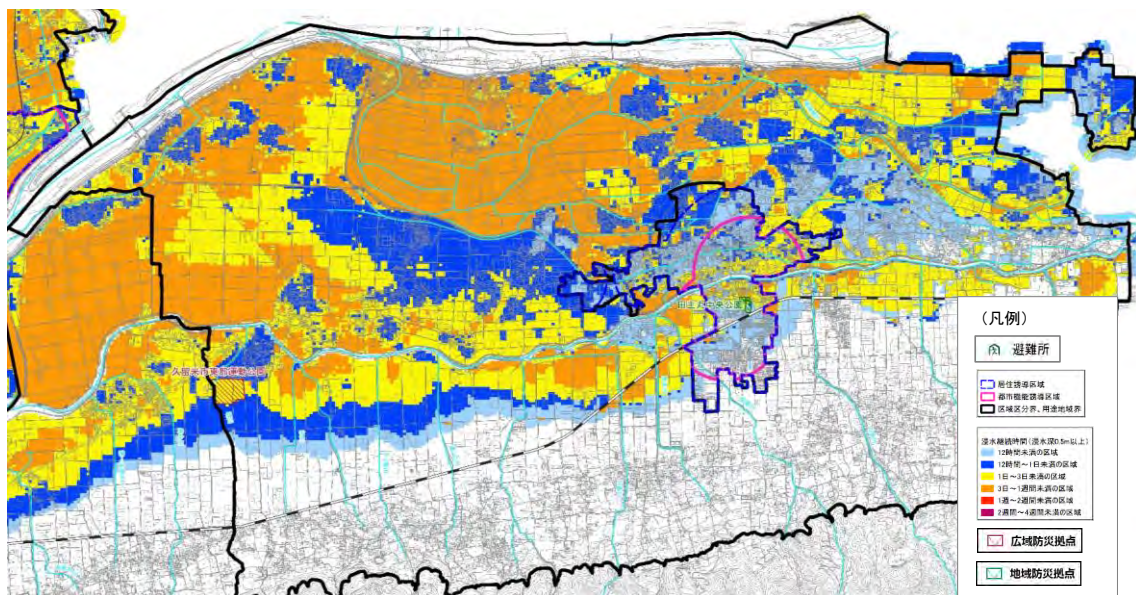 久留米市東部運動公園
(凡例)
避難所
居住誘導区域
都市機能誘導区域
区域区分界、用途地域界
浸水継続時間(浸水深0.5m以上)
12時間未満の区域
12時間~1日未満の区域
1日~3日未満の区域
3日~1週間未満の区域
1週~2週間未満の区域
2週間~4週間未満の区域
広域防災拠点
地域防災拠点